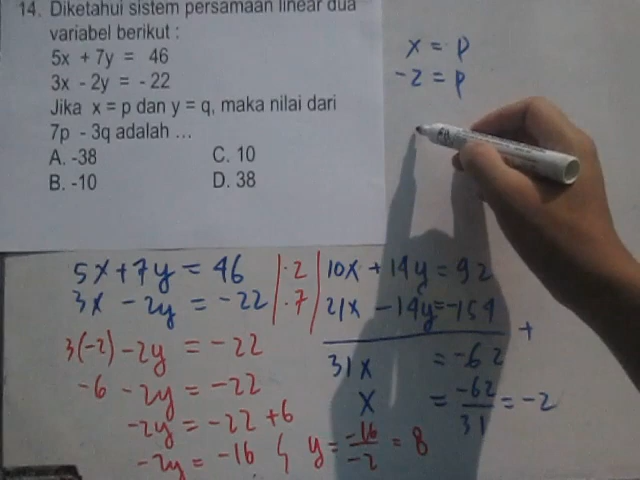 14. Diketahui sistem persamaan linear dua
variabel berikut :
5x + 7y = 46
3x - 2y = - 22
Jika x = p dan y = q, maka nilai dari
7p - 3q adalah ...
A. -38 C. 10
B. -10 D. 38
x = p
-2 = p
5x + 7y = 46 | .2 | 10x + 14y = 92
3x - 2y = -22 | .7 | 21x - 14y = -154 +
31x = -62
x = -62/31 = -2
3(-2) - 2y = -22
-6 - 2y = -22
-2y = -22 + 6
-2y = -16 { y = -16/-2 = 8